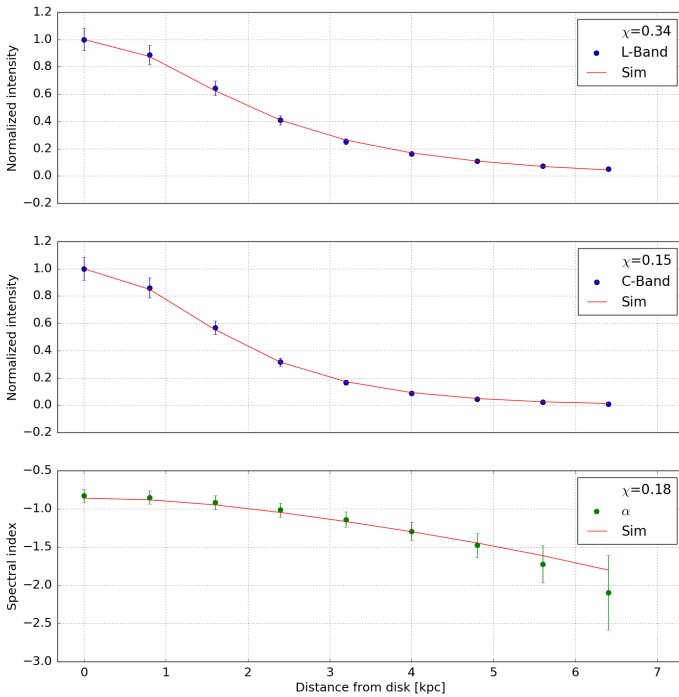 Normalized intensity
1.2
1.0
0.8
0.6
0.4
0.2
0.0
−0.2
χ=0.34
L-Band
Sim
Normalized intensity
1.2
1.0
0.8
0.6
0.4
0.2
0.0
−0.2
χ=0.15
C-Band
Sim
Spectral index
−0.5
−1.0
−1.5
−2.0
−2.5
−3.0
χ=0.18
α
Sim
0 1 2 3 4 5 6 7
Distance from disk [kpc]